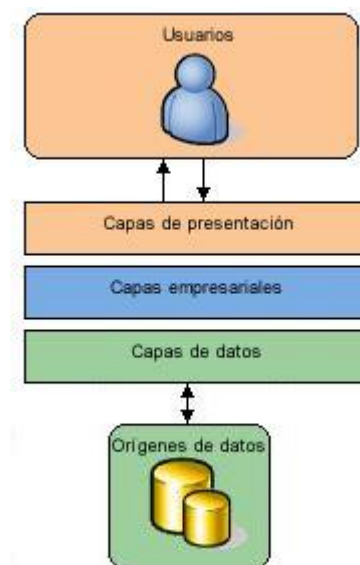 Usuarios
Capas de presentación
Capas empresariales
Capas de datos
Orígenes de datos